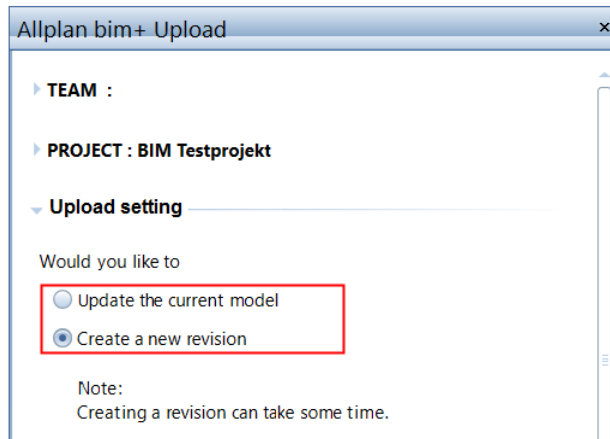 Allplan bim+ Upload
TEAM :
PROJECT : BIM Testprojekt
Upload setting
Would you like to
Update the current model
Create a new revision
Note:
Creating a revision can take some time.